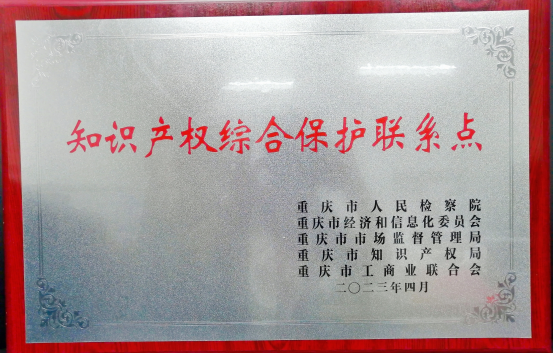 知识产权综合保护联系点
重庆市人民检察院
重庆市经济和信息化委员会
重庆市市场监督管理局
重庆市知识产权局
重庆市工商业联合会
二〇二三年四月